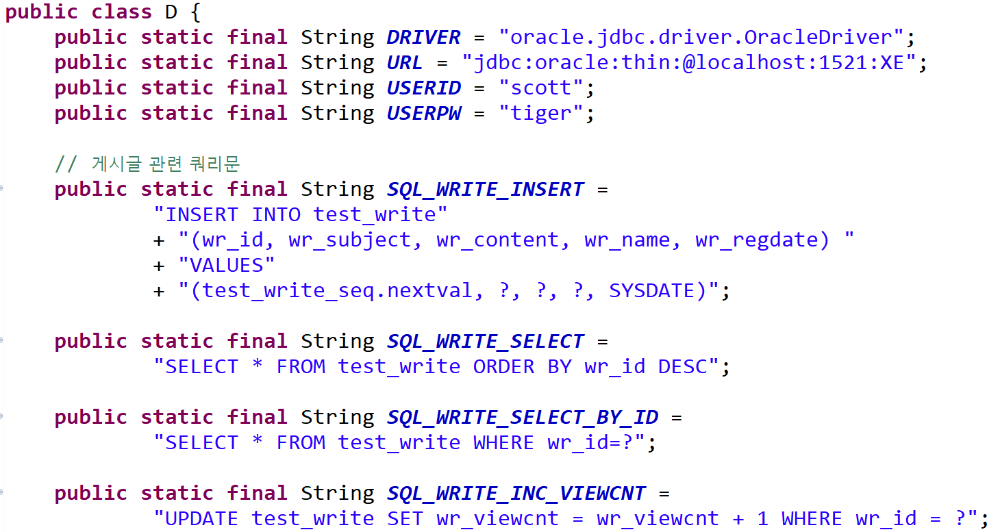 public class D {
public static final String DRIVER = "oracle.jdbc.driver.OracleDriver";
public static final String URL = "jdbc:oracle:thin:@localhost:1521:XE";
public static final String USERID = "scott";
public static final String USERPW = "tiger";
// 게시글 관련 쿼리문
public static final String SQL_WRITE_INSERT =
"INSERT INTO test_write"
+ "(wr_id, wr_subject, wr_content, wr_name, wr_regdate) "
+ "VALUES"
+ "(test_write_seq.nextval, ?, ?, ?, SYSDATE)";
public static final String SQL_WRITE_SELECT =
"SELECT * FROM test_write ORDER BY wr_id DESC";
public static final String SQL_WRITE_SELECT_BY_ID =
"SELECT * FROM test_write WHERE wr_id=?";
public static final String SQL_WRITE_INC_VIEWCNT =
"UPDATE test_write SET wr_viewcnt = wr_viewcnt + 1 WHERE wr_id = ?";